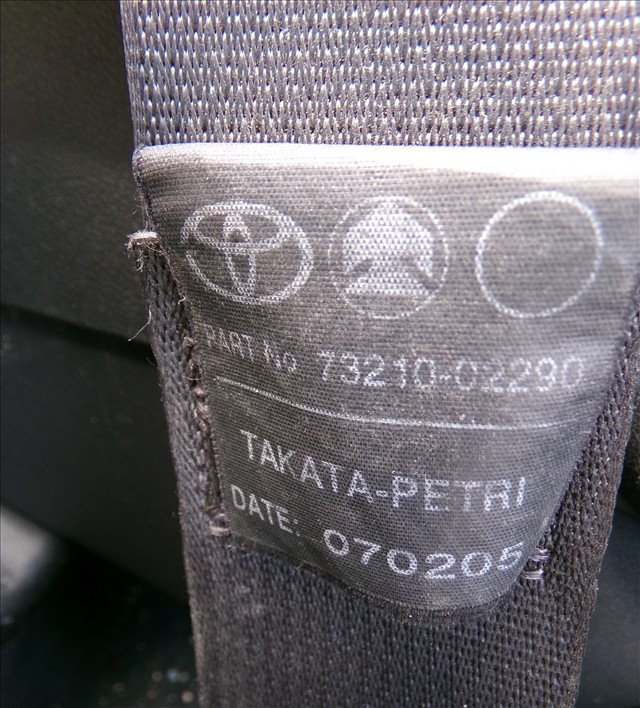 PART No 73210-02290
TAKATA-PETRI
DATE: 070205